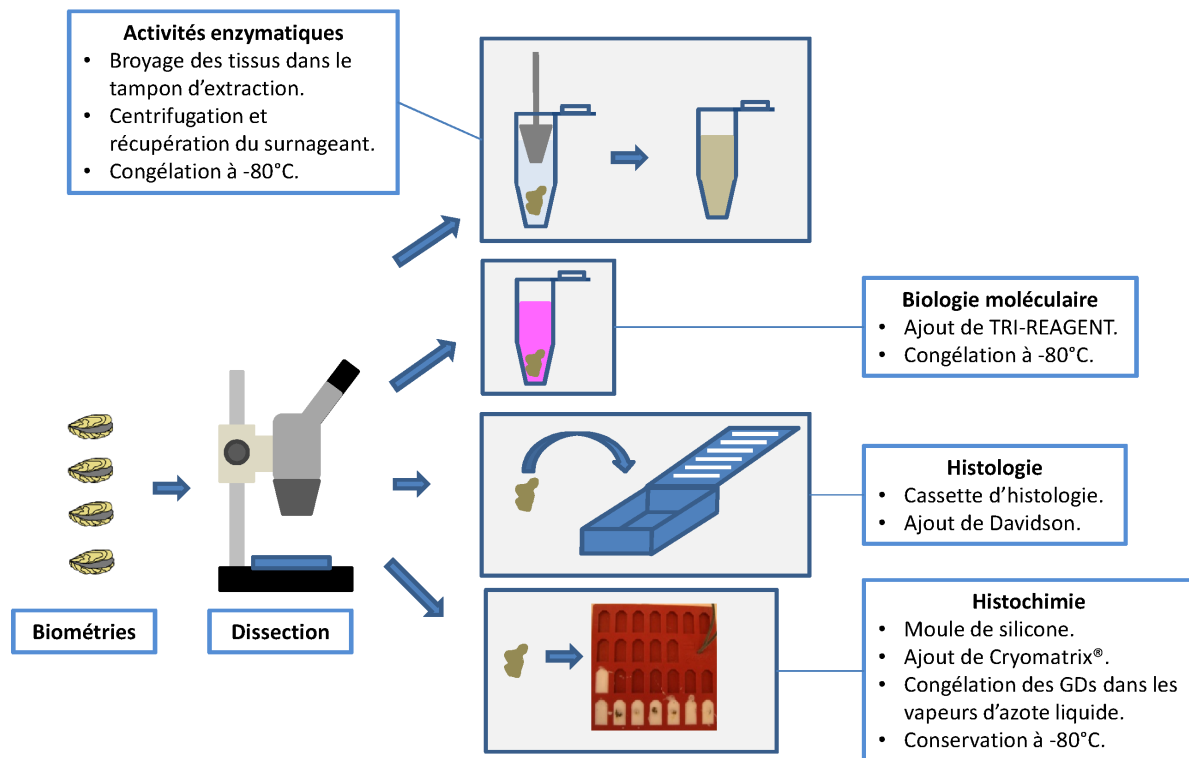 Activités enzymatiques
• Broyage des tissus dans le
tampon d’extraction.
• Centrifugation et
récupération du surnageant.
• Congélation à -80°C.
Biologie moléculaire
• Ajout de TRI-REAGENT.
• Congélation à -80°C.
Histologie
• Cassette d’histologie.
• Ajout de Davidson.
Biométries
Dissection
Histochimie
• Moule de silicone.
• Ajout de Cryomatrix®.
• Congélation des GDs dans les
vapeurs d’azote liquide.
• Conservation à -80°C.